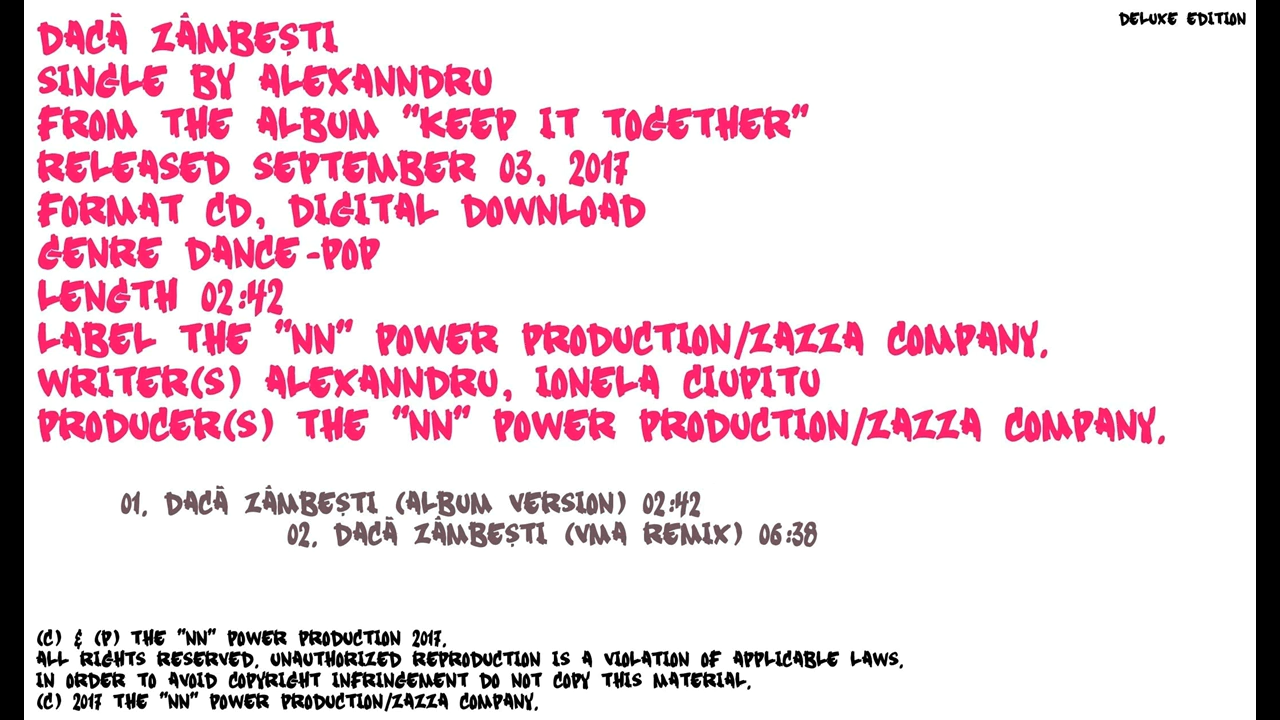 DELUXE EDITION
DACĂ ZÂMBEȘTI
SINGLE BY ALEXANNDRU
FROM THE ALBUM "KEEP IT TOGETHER"
RELEASED SEPTEMBER 03, 2017
FORMAT CD, DIGITAL DOWNLOAD
GENRE DANCE-POP
LENGTH 02:42
LABEL THE "NN" POWER PRODUCTION/ZAZZA COMPANY.
WRITER(S) ALEXANNDRU, IONELA CIUPITU
PRODUCER(S) THE "NN" POWER PRODUCTION/ZAZZA COMPANY.
01. DACĂ ZÂMBEȘTI (ALBUM VERSION) 02:42
02. DACĂ ZÂMBEȘTI (VMA REMIX) 06:38
(C) & (P) THE "NN" POWER PRODUCTION 2017.
ALL RIGHTS RESERVED. UNAUTHORIZED REPRODUCTION IS A VIOLATION OF APPLICABLE LAWS.
IN ORDER TO AVOID COPYRIGHT INFRINGEMENT DO NOT COPY THIS MATERIAL.
(C) 2017 THE "NN" POWER PRODUCTION/ZAZZA COMPANY.